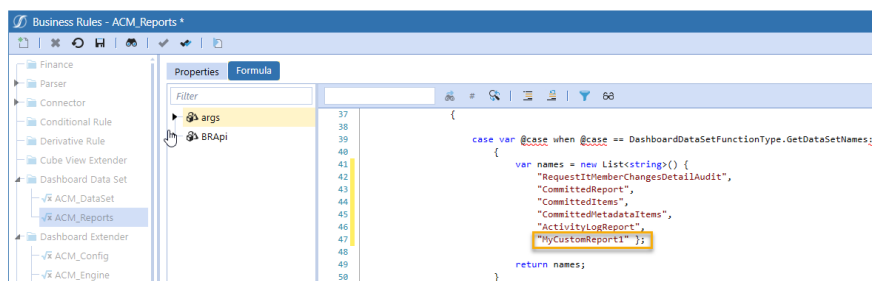 Business Rules - ACM_Reports *
Finance
Parser
Connector
Conditional Rule
Derivative Rule
Cube View Extender
Dashboard Data Set
ACM_DataSet
ACM_Reports
Dashboard Extender
ACM_Config
ACM_Engine
Properties Formula
Filter
args
BRApi
37 {
38
39 case var @case when @case == DashboardDataSetFunctionType.GetDataSetNames:
40 {
41 var names = new List<string>() {
42 "RequestItMemberChangesDetailAudit",
43 "CommittedReport",
44 "CommittedItems",
45 "CommittedMetadataItems",
46 "ActivityLogReport",
47 "MyCustomReport1" };
48
49 return names;
50 }